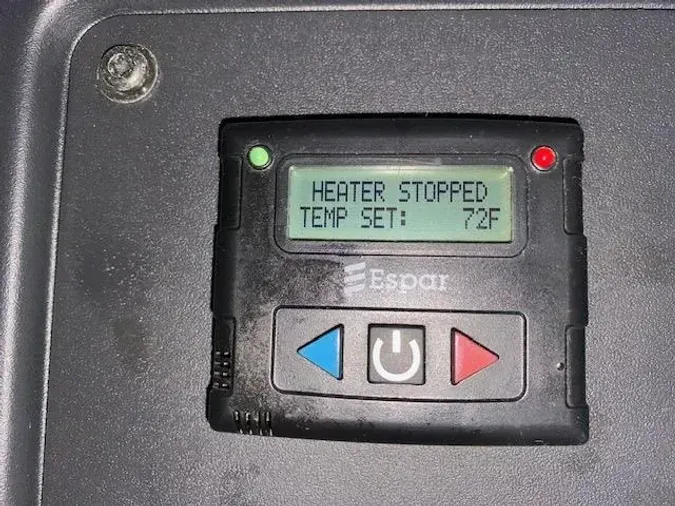 HEATER STOPPED
TEMP SET: 72F
Espar